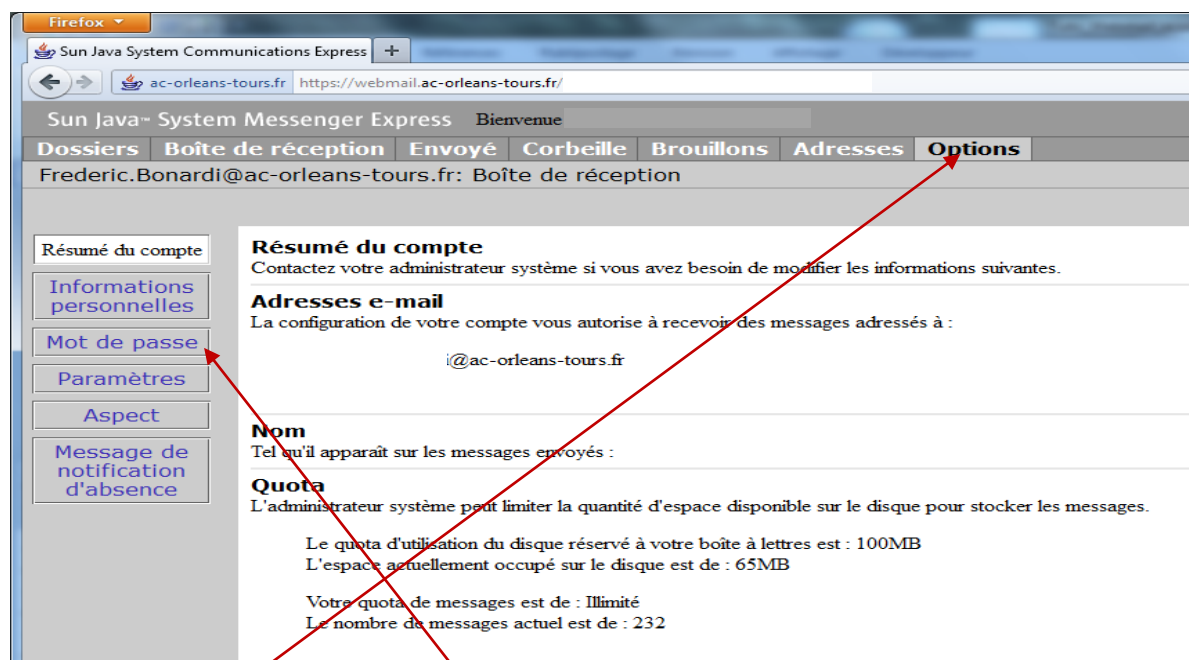 Firefox
Sun Java System Communications Express +
ac-orleans-tours.fr https://webmail.ac-orleans-tours.fr/
Sun Java™ System Messenger Express Bienvenue
Dossiers Boîte de réception Envoyé Corbeille Brouillons Adresses Options
Frederic.Bonardi@ac-orleans-tours.fr: Boîte de réception
Résumé du compte
Informations
personnelles
Mot de passe
Paramètres
Aspect
Message de
notification
d'absence
Résumé du compte
Contactez votre administrateur système si vous avez besoin de modifier les informations suivantes.
Adresses e-mail
La configuration de votre compte vous autorise à recevoir des messages adressés à :
i@ac-orleans-tours.fr
Nom
Tel qu'il apparaît sur les messages envoyés :
Quota
L'administrateur système peut limiter la quantité d'espace disponible sur le disque pour stocker les messages.
Le quota d'utilisation du disque réservé à votre boîte à lettres est : 100MB
L'espace actuellement occupé sur le disque est de : 65MB
Votre quota de messages est de : Illimité
Le nombre de messages actuel est de : 232